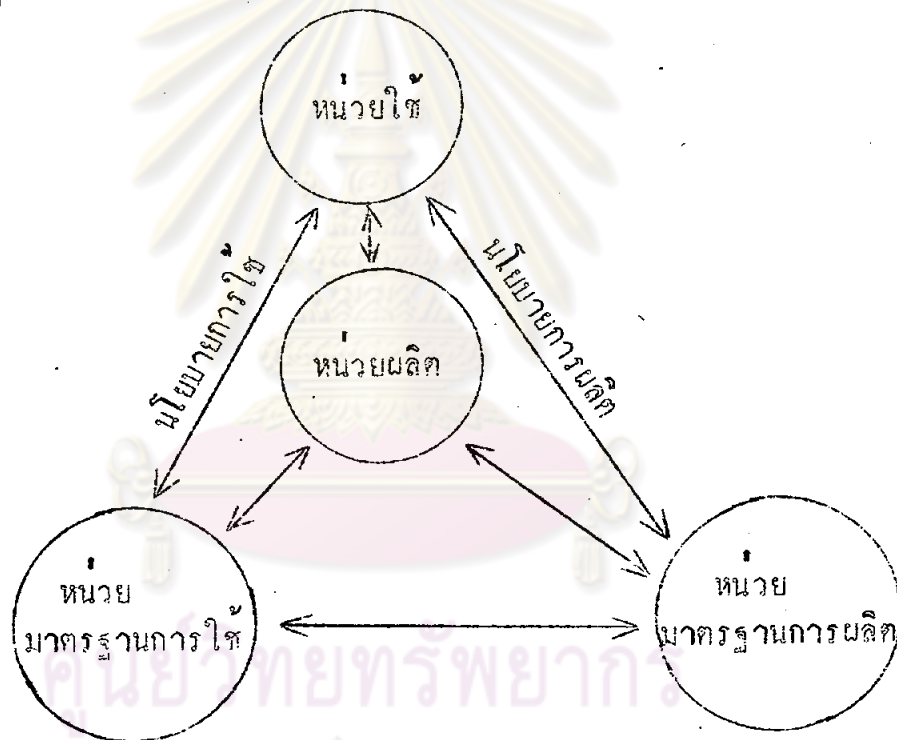 หน่วยใช้
นโยบายการใช้
นโยบายการผลิต
หน่วยผลิต
หน่วย
มาตรฐานการใช้
หน่วย
มาตรฐานการผลิต
ศูนย์วิทยทรัพยากร